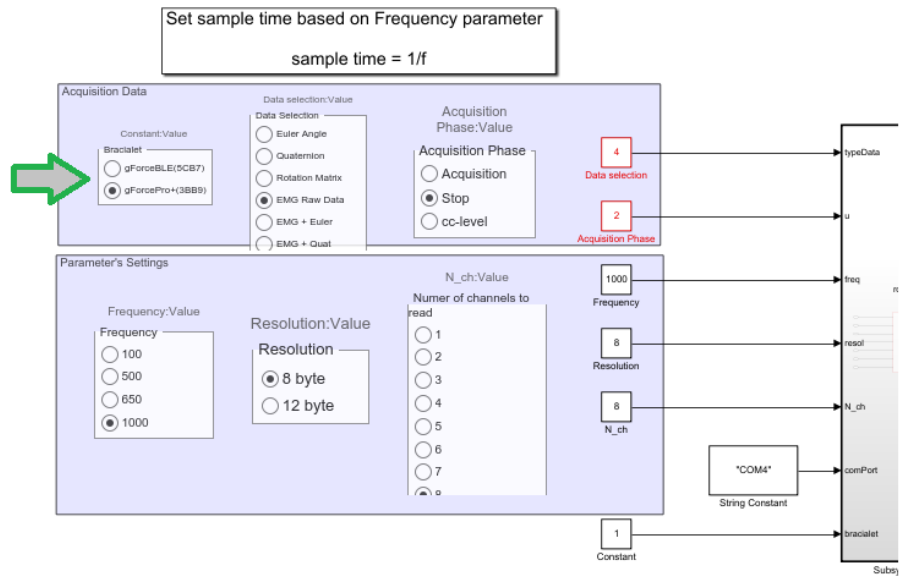 Set sample time based on Frequency parameter
sample time = 1/f
Acquisition Data
Constant:Value
Bracialet
gForceBLE(5CB7)
gForcePro+(3BB9)
Data selection:Value
Data Selection
Euler Angle
Quaternion
Rotation Matrix
EMG Raw Data
EMG + Euler
EMG + Quat
Acquisition
Phase:Value
Acquisition Phase
Acquisition
Stop
cc-level
4
Data selection
2
Acquisition Phase
Parameter's Settings
Frequency:Value
Frequency
100
500
650
1000
Resolution:Value
Resolution
8 byte
12 byte
N_ch:Value
Numer of channels to
read
1
2
3
4
5
6
7
8
1000
Frequency
8
Resolution
8
N_ch
"COM4"
String Constant
1
Constant
typeData
u
freq
resol
N_ch
comPort
bracialet